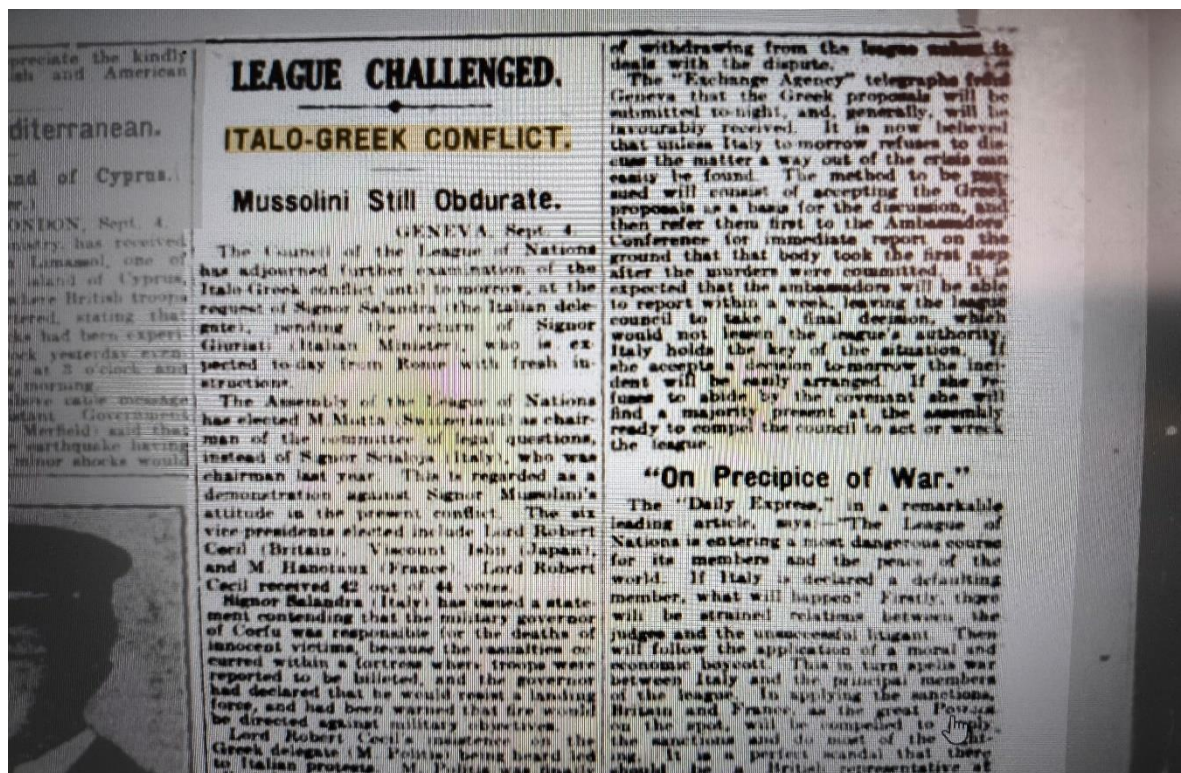 preciate the kindly
and American
diterranean.
and of Cyprus.
ONDON, Sept. 4.
nistry, has received
Limassol, one of
island of Cyprus,
where British troops
tered, stating that
ks had been experi-
ock yesterday even-
s at 3 o'clock and
morning.
above cable message
Government
Merfield) said that
earthquake having
minor shocks would
LEAGUE CHALLENGED.
ITALO-GREEK CONFLICT.
Mussolini Still Obdurate.
GENEVA, Sept. 4.
The Council of the League of Nations
has adjourned further examination of the
Italo-Greek conflict until to-morrow, at the
request of Signor Salandra (the Italian dele-
gate), pending the return of Signor
Giuriati (Italian Minister), who is ex-
pected to-day from Rome with fresh in-
structions.
The Assembly of the League of Nations
has elected M. Motta (Switzerland) as chair-
man of the committee of legal questions,
instead of Signor Scialoja (Italy), who was
chairman last year. This is regarded as a
demonstration against Signor Mussolini's
attitude in the present conflict. The six
vice-presidents elected include Lord Robert
Cecil (Britain), Viscount Ishii (Japan),
and M. Hanotaux (France). Lord Robert
Cecil received 42 out of 44 votes.
Signor Salandra (Italy) has issued a state-
ment contending that the military governor
of Corfu was responsible for the deaths of
innocent victims, because the casualties oc-
curred within a fortress where troops were
reported to be billeted, and the governor
had declared that he would resist a landing
force, and had been warned that fire would
be directed against military objectives.
Lord Robert Cecil's insistence on the
Greek delegate (M. Politis) being heard led
to Italian protests. M. Politis was finally
of withdrawing from the league unless it
deals with the dispute.
The "Exchange Agency" telegraphs from
Geneva that the Greek proposals will be
submitted to-night, and, generally, will be
favourably received. It is now believed
that unless Italy to-morrow refuses to dis-
cuss the matter a way out of the crisis can
easily be found. The method to be pur-
sued will consist of accepting the Greek
proposals as a base for the discussion, and
then refer them first to the Ambassadors'
Conference for immediate report on the
ground that that body took the first step
after the murders were committed. It is
expected that the ambassadors will be able
to report within a week, leaving the league
council to take a final decision, which
would not lessen the league's authority.
Italy holds the key of the situation. If
she accepts a decision to-morrow the inci-
dent will be easily arranged. If she re-
fuses to abide by the covenant she will
find a majority present at the assembly
ready to compel the council to act or wreck
the league.
"On Precipice of War."
The "Daily Express," in a remarkable
leading article, says:—"The League of
Nations is entering a most dangerous course
for its members and the peace of the
world. If Italy is declared a defaulting
member, what will happen? Firstly, there
will be strained relations between the
judges and the unsuccessful litigant. Then
will follow the application of a moral and
economic boycott. This in turn spells war
between Italy and the principal members
of the league. In applying the sanctions,
Britain and France, as the great Powers
on the spot, will be compelled to apply
the sanctions and do most of the
It is a perfect scandal that there
should be a British representative at